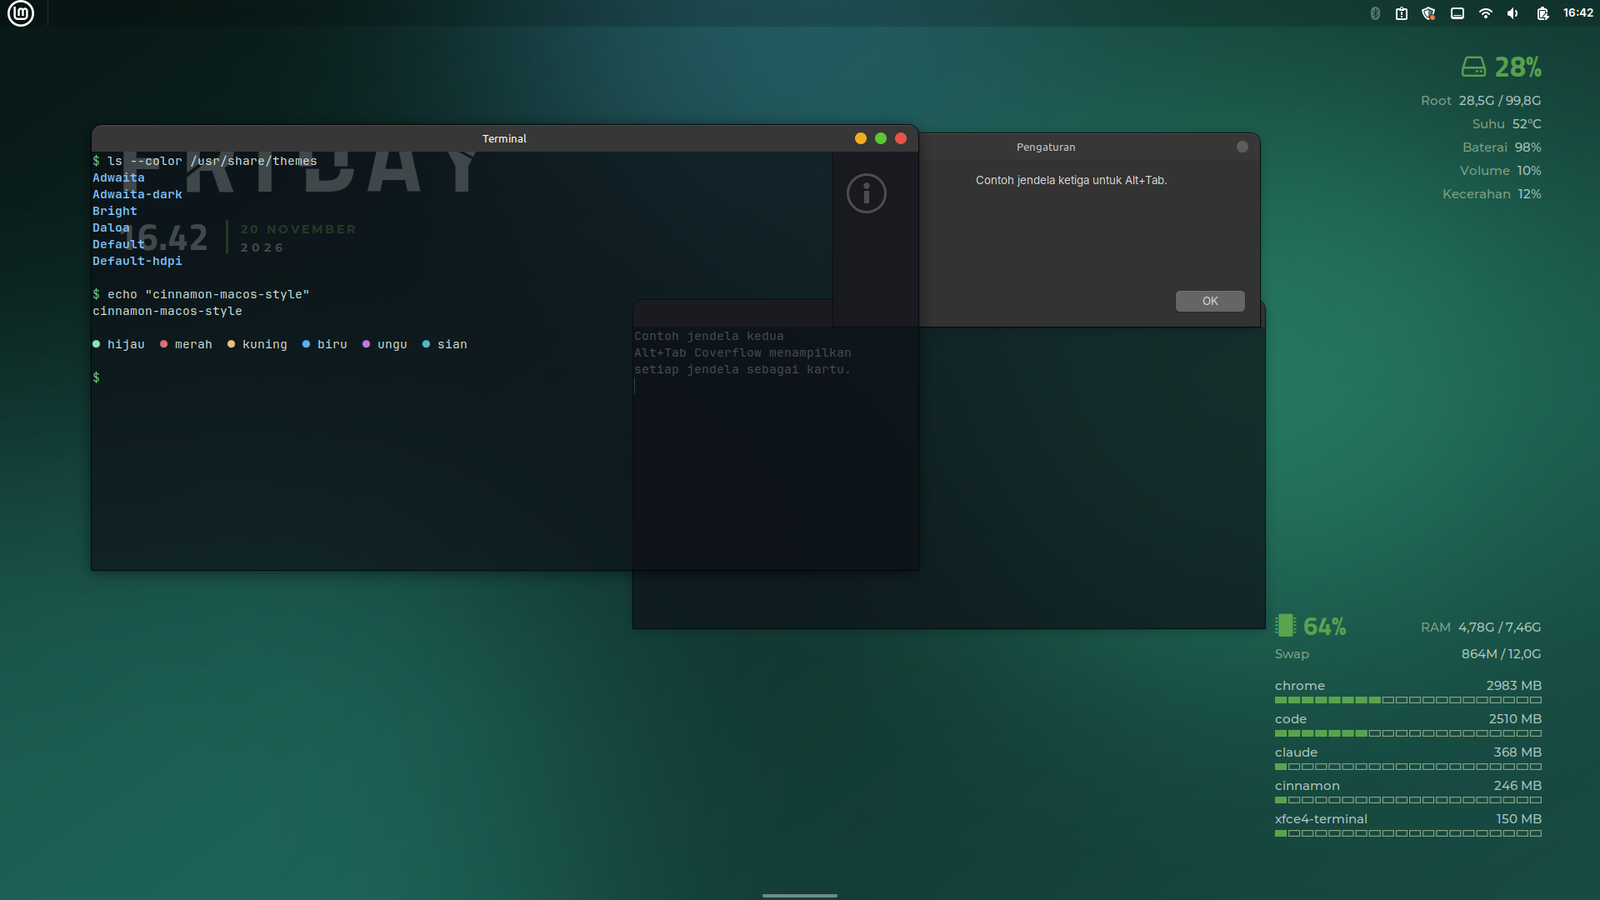 16:42
28%
Root 28,5G / 99,8G
Suhu 52°C
Baterai 98%
Volume 10%
Kecerahan 12%
Terminal
$ ls --color /usr/share/themes
Adwaita
Adwaita-dark
Bright
Daloa
Default
Default-hdpi
$ echo "cinnamon-macos-style"
cinnamon-macos-style
hijau merah kuning biru ungu sian
$
FRIDAY
16.42
20 NOVEMBER
2026
Pengaturan
Contoh jendela ketiga untuk Alt+Tab.
OK
Contoh jendela kedua
Alt+Tab Coverflow menampilkan
setiap jendela sebagai kartu.
64%
RAM 4,78G / 7,46G
Swap 864M / 12,0G
chrome 2983 MB
code 2510 MB
claude 368 MB
cinnamon 246 MB
xfce4-terminal 150 MB